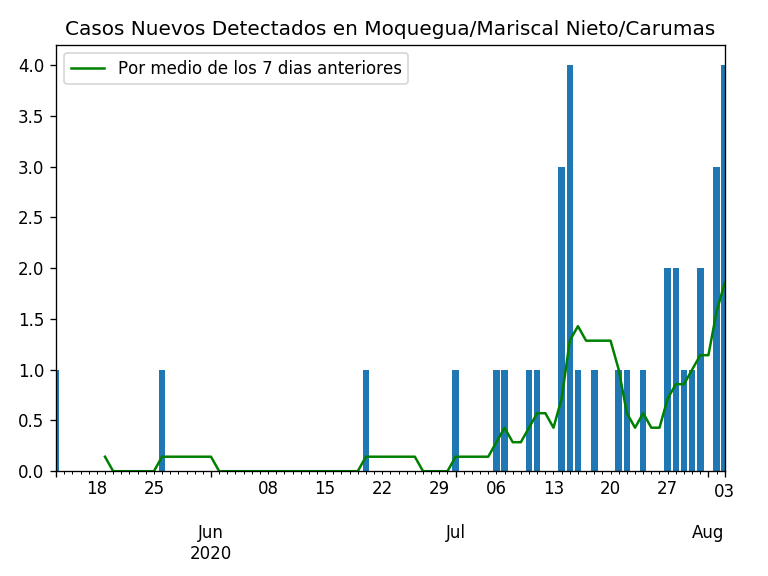 Casos Nuevos Detectados en Moquegua/Mariscal Nieto/Carumas
Por medio de los 7 dias anteriores
4.0
3.5
3.0
2.5
2.0
1.5
1.0
0.5
0.0
18 25 08 15 22 29 06 13 20 27 03
Jun Jul Aug
2020